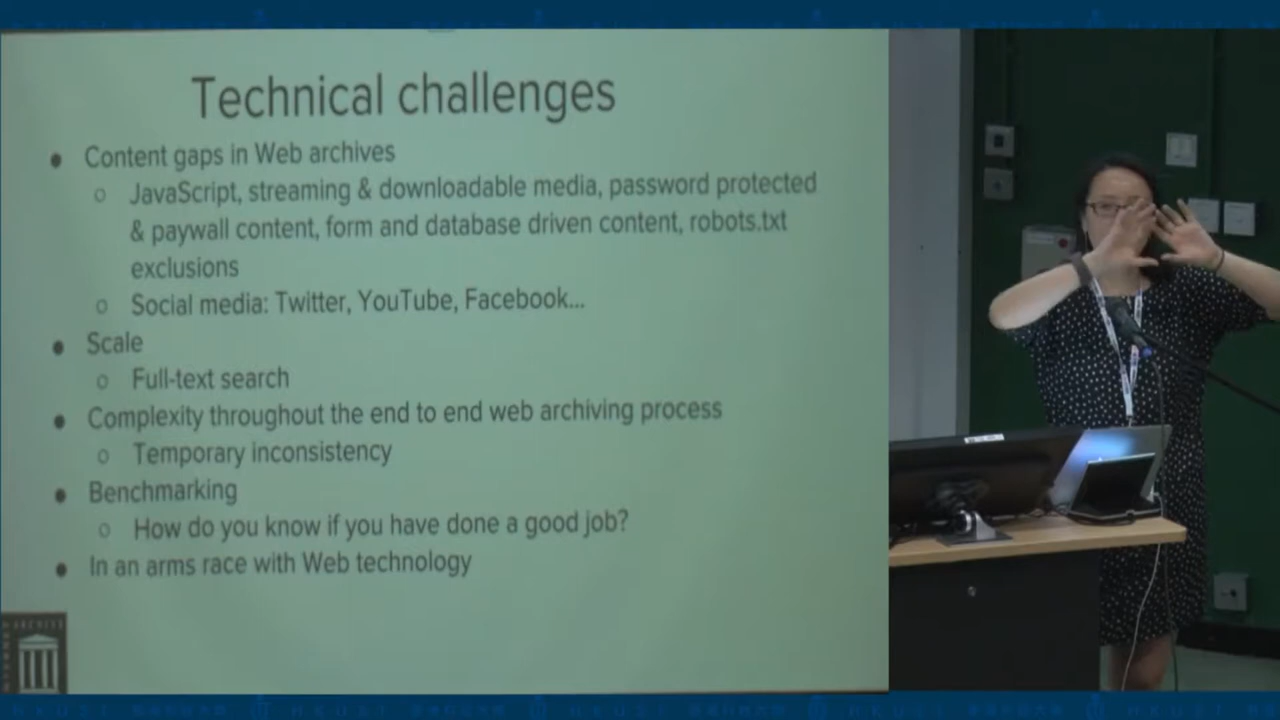 Technical challenges
● Content gaps in Web archives
○ JavaScript, streaming & downloadable media, password protected
& paywall content, form and database driven content, robots.txt
exclusions
○ Social media: Twitter, YouTube, Facebook...
● Scale
○ Full-text search
● Complexity throughout the end to end web archiving process
○ Temporary inconsistency
● Benchmarking
○ How do you know if you have done a good job?
● In an arms race with Web technology